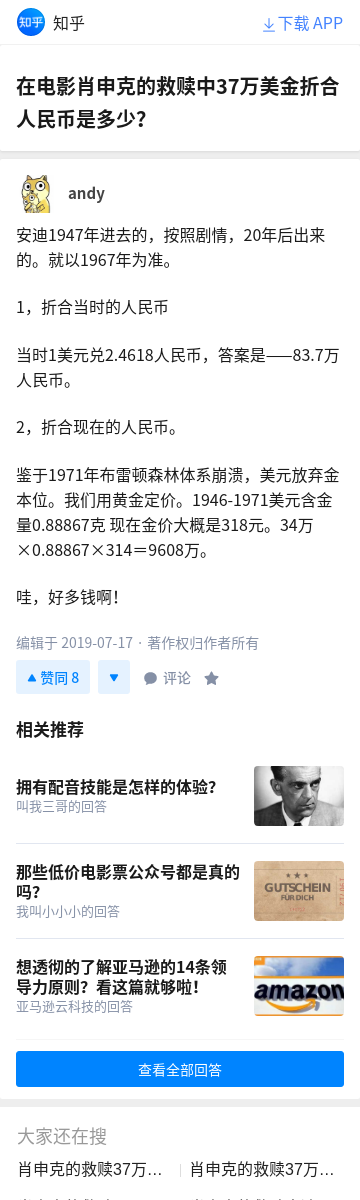 知乎 知乎 下载 APP
在电影肖申克的救赎中37万美金折合
人民币是多少？
andy
安迪1947年进去的，按照剧情，20年后出来
的。就以1967年为准。
1，折合当时的人民币
当时1美元兑2.4618人民币，答案是——83.7万
人民币。
2，折合现在的人民币。
鉴于1971年布雷顿森林体系崩溃，美元放弃金
本位。我们用黄金定价。1946-1971美元含金
量0.88867克 现在金价大概是318元。34万
×0.88867×314＝9608万。
哇，好多钱啊！
编辑于 2019-07-17 · 著作权归作者所有
赞同 8 评论
相关推荐
拥有配音技能是怎样的体验？
叫我三哥的回答
那些低价电影票公众号都是真的
吗？
我叫小小小的回答
GUTSCHEIN
FÜR DICH
想透彻的了解亚马逊的14条领
导力原则？看这篇就够啦！
亚马逊云科技的回答
amazon
查看全部回答
大家还在搜
肖申克的救赎37万… 肖申克的救赎37万…